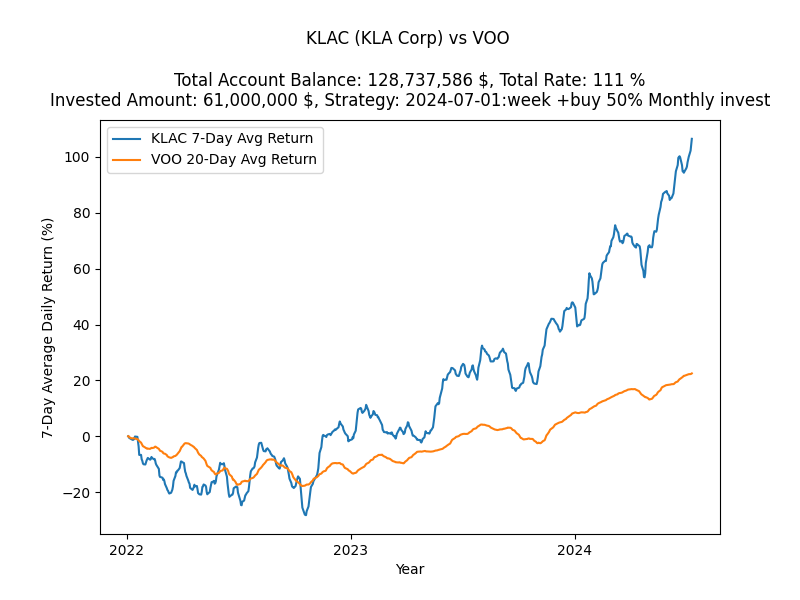 KLAC (KLA Corp) vs VOO
Total Account Balance: 128,737,586 $, Total Rate: 111 %
Invested Amount: 61,000,000 $, Strategy: 2024-07-01:week +buy 50% Monthly invest
KLAC 7-Day Avg Return
VOO 20-Day Avg Return
7-Day Average Daily Return (%)
100
80
60
40
20
0
−20
2022
2023
2024
Year